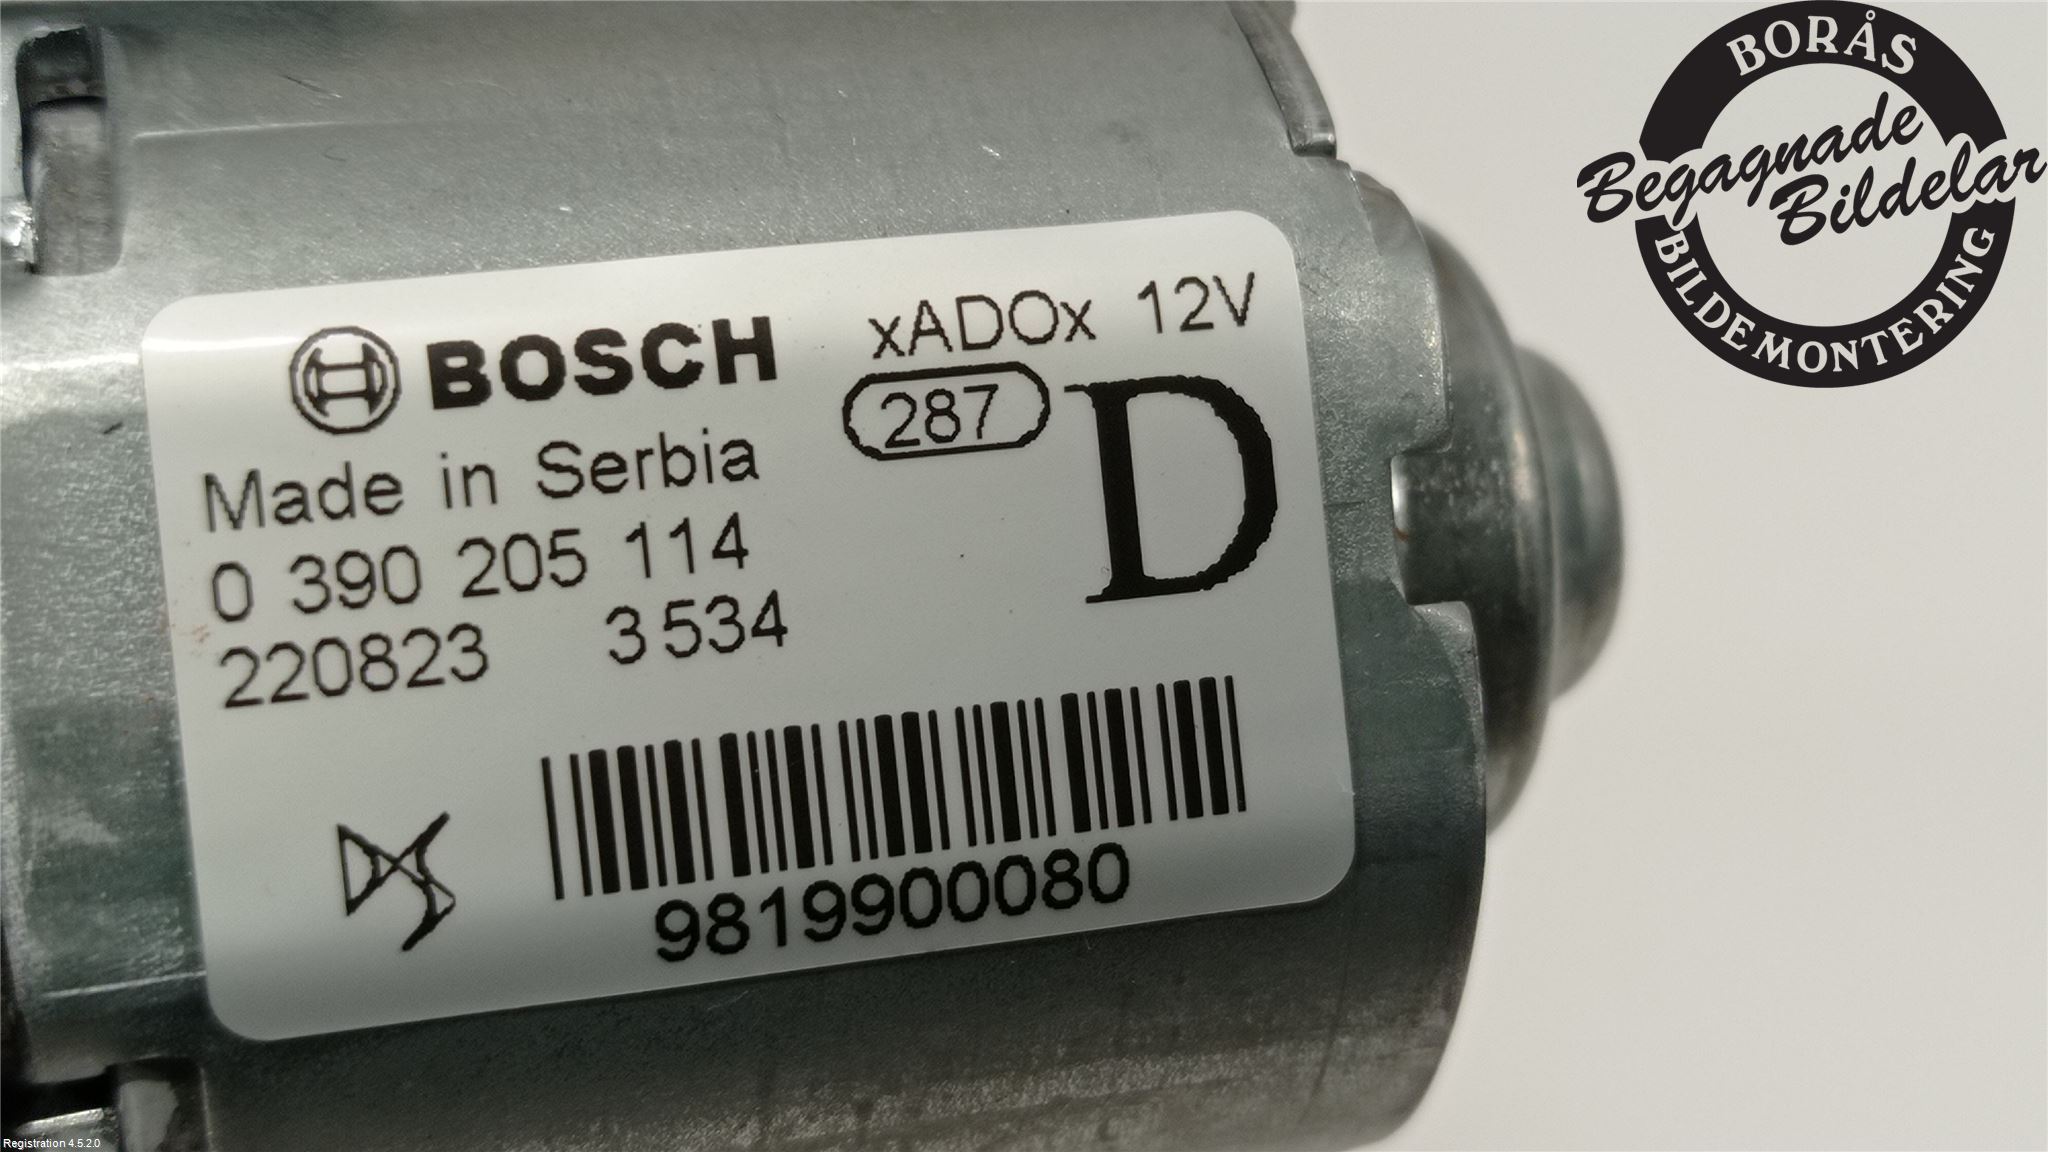 BOSCH
xADOx 12V
287
D
Made in Serbia
0 390 205 114
220823 3534
DS
9819900080
BORÅS
Begagnade
Bildelar
BILDEMONTERING
Registration 4.5.2.0